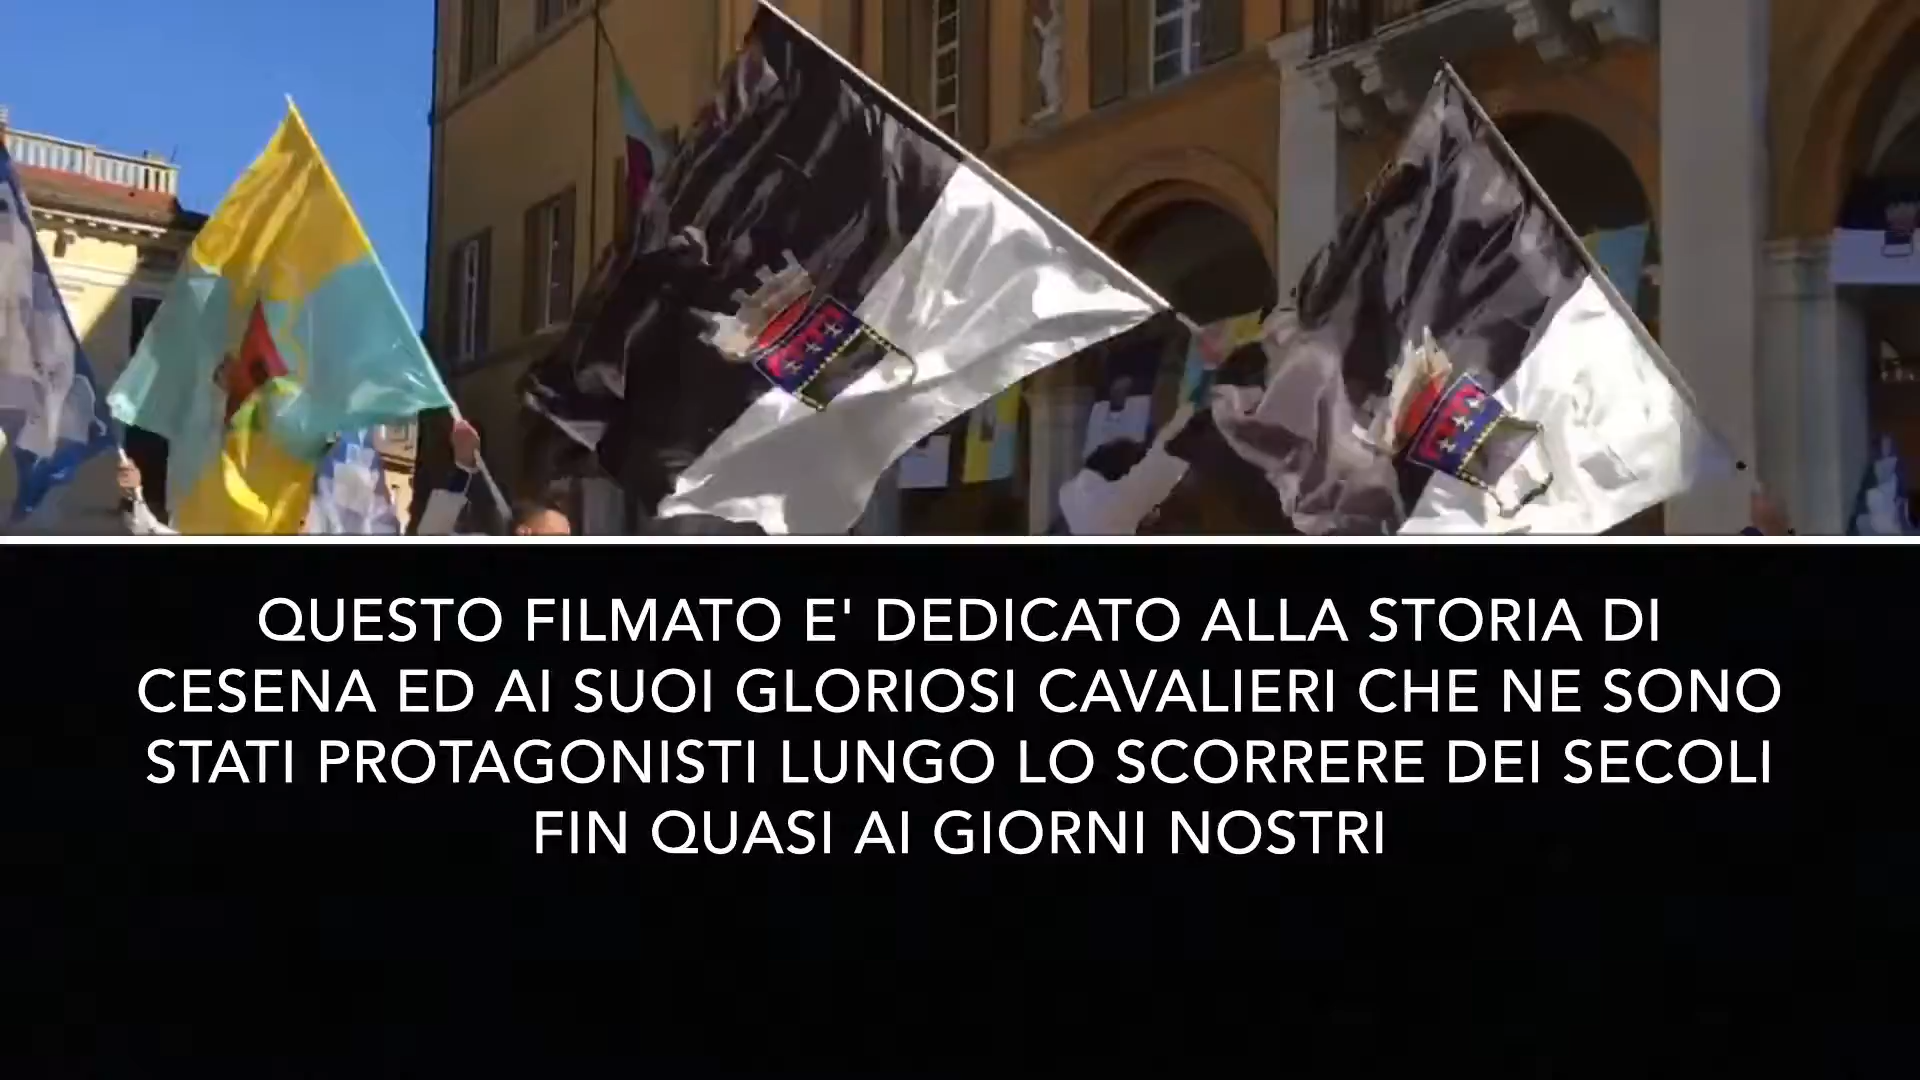 QUESTO FILMATO E' DEDICATO ALLA STORIA DI
CESENA ED AI SUOI GLORIOSI CAVALIERI CHE NE SONO
STATI PROTAGONISTI LUNGO LO SCORRERE DEI SECOLI
FIN QUASI AI GIORNI NOSTRI